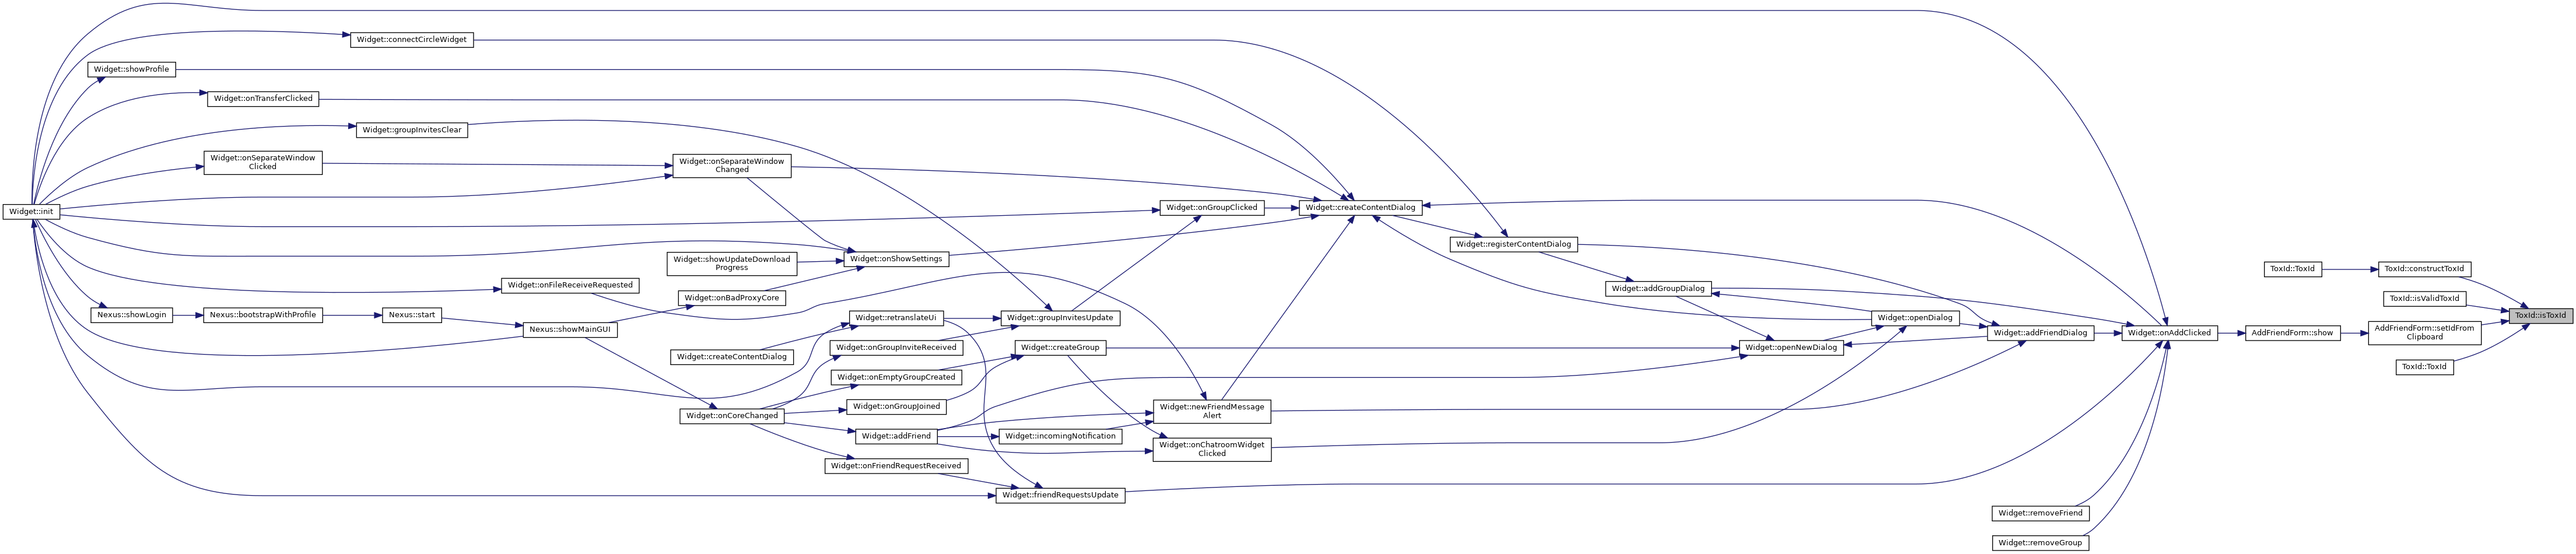 Widget::init
Widget::connectCircleWidget
Widget::showProfile
Widget::onTransferClicked
Widget::groupInvitesClear
Widget::onSeparateWindow
Clicked
Widget::onSeparateWindow
Changed
Widget::onGroupClicked
Widget::createContentDialog
Widget::registerContentDialog
Widget::showUpdateDownload
Progress
Widget::onShowSettings
Widget::onFileReceiveRequested
Widget::onBadProxyCore
Widget::addGroupDialog
Nexus::showLogin
Nexus::bootstrapWithProfile
Nexus::start
Nexus::showMainGUI
Widget::retranslateUi
Widget::groupInvitesUpdate
Widget::openDialog
Widget::createContentDialog
Widget::onGroupInviteReceived
Widget::createGroup
Widget::openNewDialog
Widget::addFriendDialog
Widget::onAddClicked
AddFriendForm::show
AddFriendForm::setIdFrom
Clipboard
ToxId::ToxId
ToxId::constructToxId
ToxId::isValidToxId
ToxId::isToxId
ToxId::ToxId
Widget::onEmptyGroupCreated
Widget::onCoreChanged
Widget::onGroupJoined
Widget::newFriendMessage
Alert
Widget::addFriend
Widget::incomingNotification
Widget::onChatroomWidget
Clicked
Widget::onFriendRequestReceived
Widget::friendRequestsUpdate
Widget::removeFriend
Widget::removeGroup